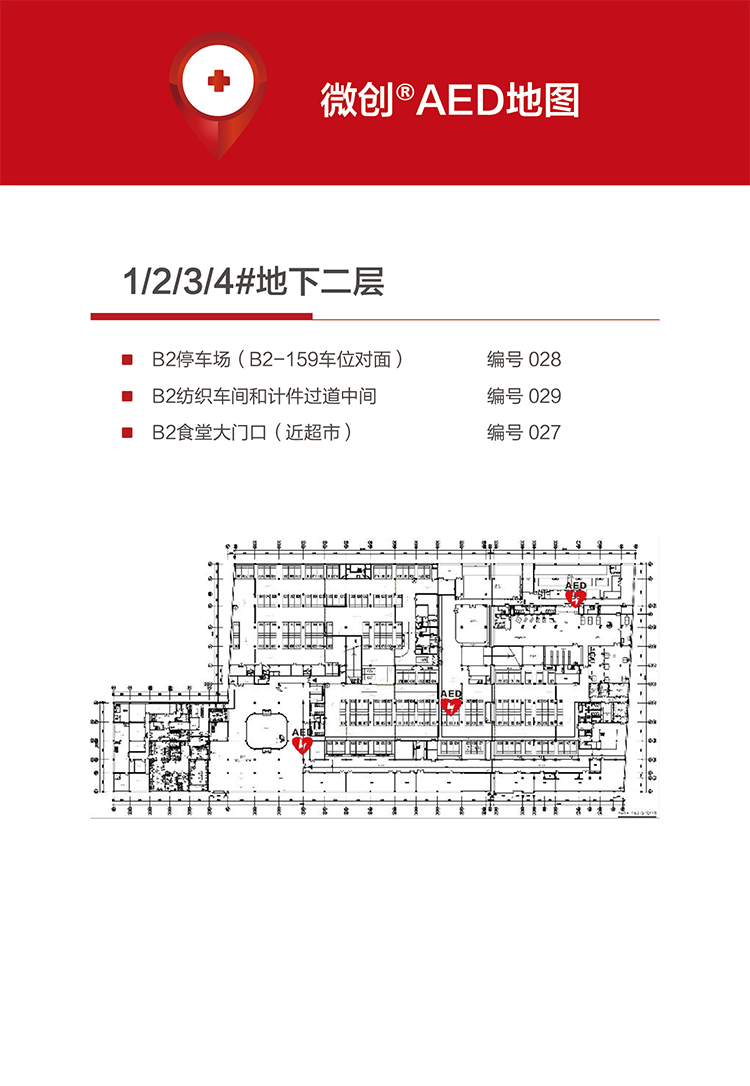 微创®AED地图
1/2/3/4#地下二层
B2停车场（B2-159车位对面） 编号 028
B2纺织车间和计件过道中间 编号 029
B2食堂大门口（近超市） 编号 027
AED
AED
AED